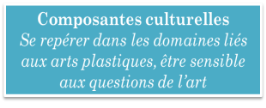 Composantes culturelles
Se repérer dans les domaines liés
aux arts plastiques, être sensible
aux questions de l'art